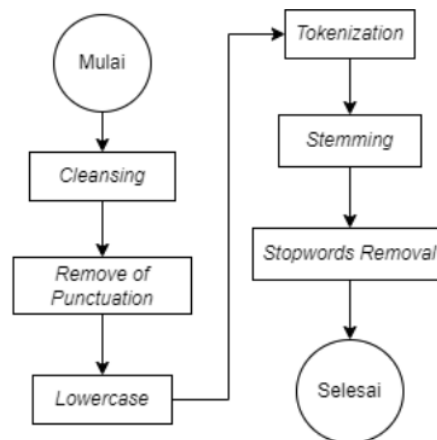 Mulai
Cleansing
Remove of
Punctuation
Lowercase
Tokenization
Stemming
Stopwords Removal
Selesai